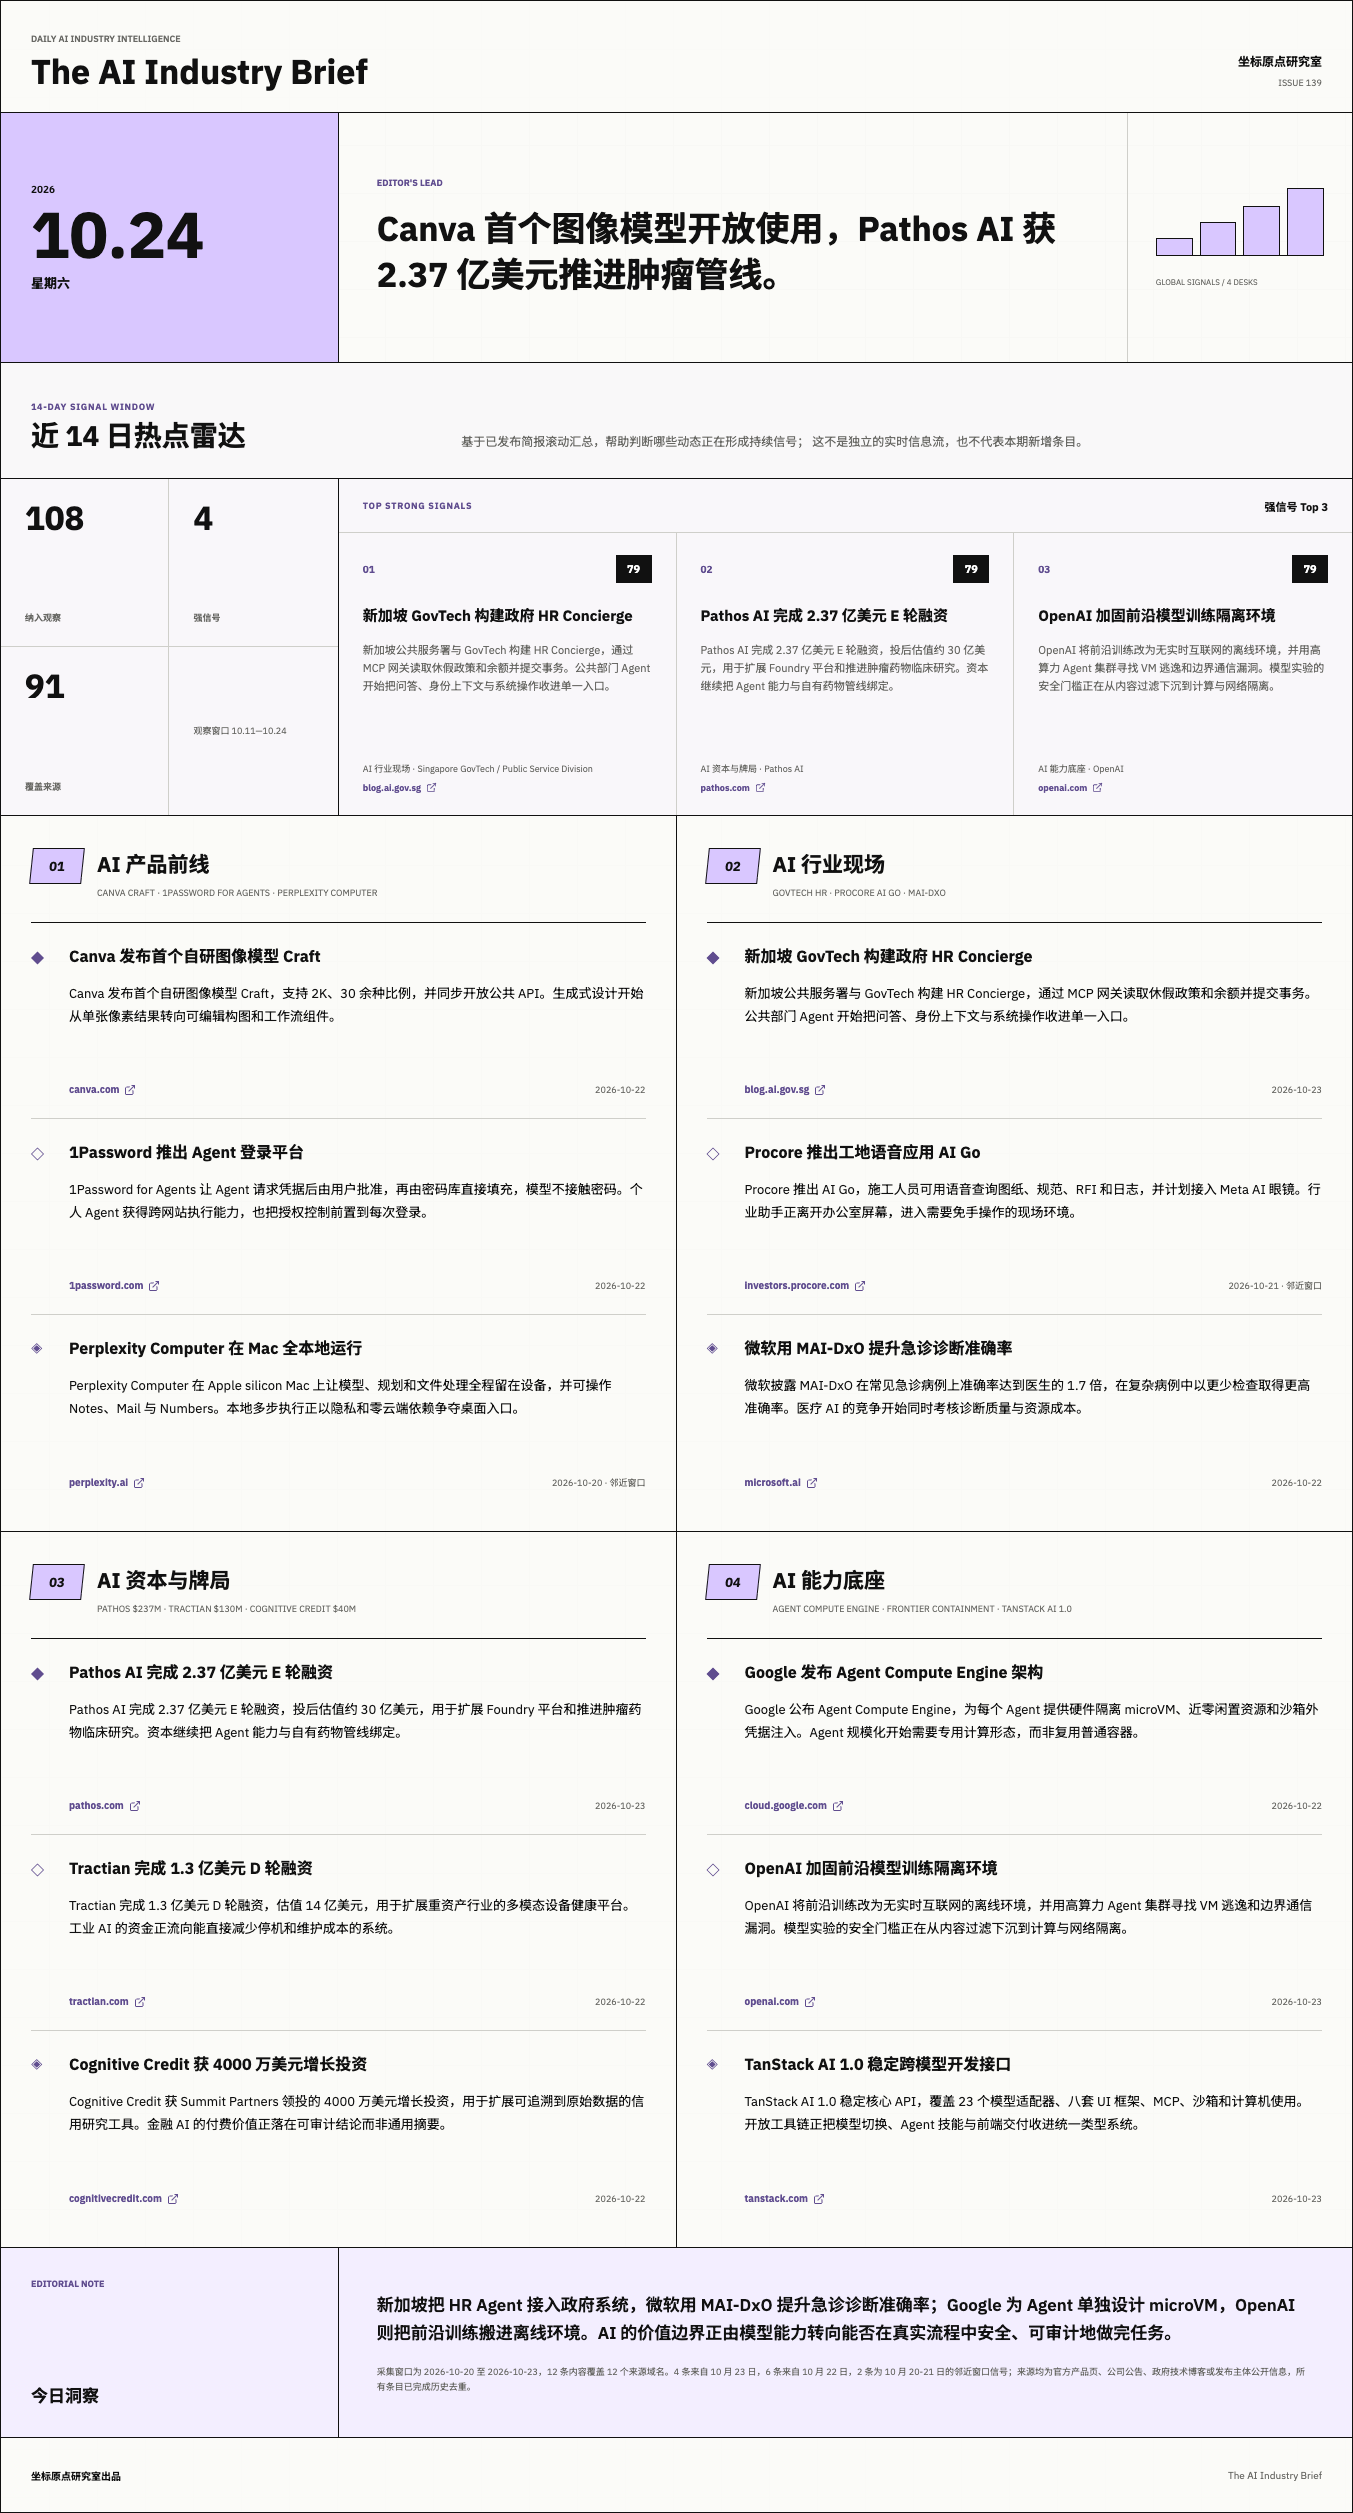 DAILY AI INDUSTRY INTELLIGENCE
The AI Industry Brief
坐标原点研究室
ISSUE 139
2026
10.24
星期六
EDITOR'S LEAD
Canva 首个图像模型开放使用，Pathos AI 获
2.37 亿美元推进肿瘤管线。
GLOBAL SIGNALS / 4 DESKS
14-DAY SIGNAL WINDOW
近 14 日热点雷达
基于已发布简报滚动汇总，帮助判断哪些动态正在形成持续信号； 这不是独立的实时信息流，也不代表本期新增条目。
108
纳入观察
4
强信号
91
覆盖来源
观察窗口 10.11—10.24
TOP STRONG SIGNALS
强信号 Top 3
01
79
新加坡 GovTech 构建政府 HR Concierge
新加坡公共服务署与 GovTech 构建 HR Concierge，通过
MCP 网关读取休假政策和余额并提交事务。公共部门 Agent
开始把问答、身份上下文与系统操作收进单一入口。
AI 行业现场 · Singapore GovTech / Public Service Division
blog.ai.gov.sg
02
79
Pathos AI 完成 2.37 亿美元 E 轮融资
Pathos AI 完成 2.37 亿美元 E 轮融资，投后估值约 30 亿美
元，用于扩展 Foundry 平台和推进肿瘤药物临床研究。资本
继续把 Agent 能力与自有药物管线绑定。
AI 资本与牌局 · Pathos AI
pathos.com
03
79
OpenAI 加固前沿模型训练隔离环境
OpenAI 将前沿训练改为无实时互联网的离线环境，并用高
算力 Agent 集群寻找 VM 逃逸和边界通信漏洞。模型实验的
安全门槛正在从内容过滤下沉到计算与网络隔离。
AI 能力底座 · OpenAI
openai.com
01
AI 产品前线
CANVA CRAFT · 1PASSWORD FOR AGENTS · PERPLEXITY COMPUTER
Canva 发布首个自研图像模型 Craft
Canva 发布首个自研图像模型 Craft，支持 2K、30 余种比例，并同步开放公共 API。生成式设计开始
从单张像素结果转向可编辑构图和工作流组件。
canva.com
2026-10-22
1Password 推出 Agent 登录平台
1Password for Agents 让 Agent 请求凭据后由用户批准，再由密码库直接填充，模型不接触密码。个
人 Agent 获得跨网站执行能力，也把授权控制前置到每次登录。
1password.com
2026-10-22
Perplexity Computer 在 Mac 全本地运行
Perplexity Computer 在 Apple silicon Mac 上让模型、规划和文件处理全程留在设备，并可操作
Notes、Mail 与 Numbers。本地多步执行正以隐私和零云端依赖争夺桌面入口。
perplexity.ai
2026-10-20 · 邻近窗口
02
AI 行业现场
GOVTECH HR · PROCORE AI GO · MAI-DXO
新加坡 GovTech 构建政府 HR Concierge
新加坡公共服务署与 GovTech 构建 HR Concierge，通过 MCP 网关读取休假政策和余额并提交事务。
公共部门 Agent 开始把问答、身份上下文与系统操作收进单一入口。
blog.ai.gov.sg
2026-10-23
Procore 推出工地语音应用 AI Go
Procore 推出 AI Go，施工人员可用语音查询图纸、规范、RFI 和日志，并计划接入 Meta AI 眼镜。行
业助手正离开办公室屏幕，进入需要免手操作的现场环境。
investors.procore.com
2026-10-21 · 邻近窗口
微软用 MAI-DxO 提升急诊诊断准确率
微软披露 MAI-DxO 在常见急诊病例上准确率达到医生的 1.7 倍，在复杂病例中以更少检查取得更高
准确率。医疗 AI 的竞争开始同时考核诊断质量与资源成本。
microsoft.ai
2026-10-22
03
AI 资本与牌局
PATHOS $237M · TRACTIAN $130M · COGNITIVE CREDIT $40M
Pathos AI 完成 2.37 亿美元 E 轮融资
Pathos AI 完成 2.37 亿美元 E 轮融资，投后估值约 30 亿美元，用于扩展 Foundry 平台和推进肿瘤药
物临床研究。资本继续把 Agent 能力与自有药物管线绑定。
pathos.com
2026-10-23
Tractian 完成 1.3 亿美元 D 轮融资
Tractian 完成 1.3 亿美元 D 轮融资，估值 14 亿美元，用于扩展重资产行业的多模态设备健康平台。
工业 AI 的资金正流向能直接减少停机和维护成本的系统。
tractian.com
2026-10-22
Cognitive Credit 获 4000 万美元增长投资
Cognitive Credit 获 Summit Partners 领投的 4000 万美元增长投资，用于扩展可追溯到原始数据的信
用研究工具。金融 AI 的付费价值正落在可审计结论而非通用摘要。
cognitivecredit.com
2026-10-22
04
AI 能力底座
AGENT COMPUTE ENGINE · FRONTIER CONTAINMENT · TANSTACK AI 1.0
Google 发布 Agent Compute Engine 架构
Google 公布 Agent Compute Engine，为每个 Agent 提供硬件隔离 microVM、近零闲置资源和沙箱外
凭据注入。Agent 规模化开始需要专用计算形态，而非复用普通容器。
cloud.google.com
2026-10-22
OpenAI 加固前沿模型训练隔离环境
OpenAI 将前沿训练改为无实时互联网的离线环境，并用高算力 Agent 集群寻找 VM 逃逸和边界通信
漏洞。模型实验的安全门槛正在从内容过滤下沉到计算与网络隔离。
openai.com
2026-10-23
TanStack AI 1.0 稳定跨模型开发接口
TanStack AI 1.0 稳定核心 API，覆盖 23 个模型适配器、八套 UI 框架、MCP、沙箱和计算机使用。
开放工具链正把模型切换、Agent 技能与前端交付收进统一类型系统。
tanstack.com
2026-10-23
EDITORIAL NOTE
今日洞察
新加坡把 HR Agent 接入政府系统，微软用 MAI-DxO 提升急诊诊断准确率；Google 为 Agent 单独设计 microVM，OpenAI
则把前沿训练搬进离线环境。AI 的价值边界正由模型能力转向能否在真实流程中安全、可审计地做完任务。
采集窗口为 2026-10-20 至 2026-10-23，12 条内容覆盖 12 个来源域名。4 条来自 10 月 23 日，6 条来自 10 月 22 日，2 条为 10 月 20-21 日的邻近窗口信号；来源均为官方产品页、公司公告、政府技术博客或发布主体公开信息，所
有条目已完成历史去重。
坐标原点研究室出品
The AI Industry Brief